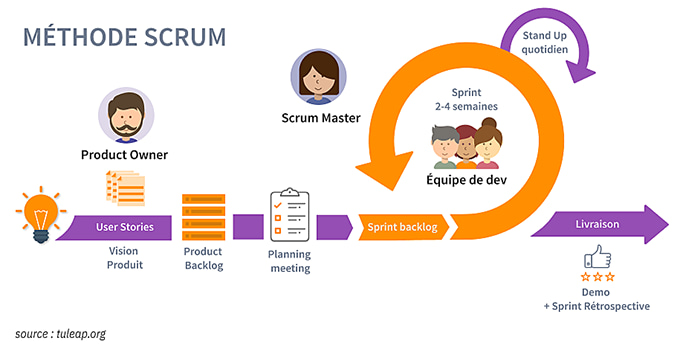 MÉTHODE SCRUM
Stand Up
quotidien
Sprint
2-4 semaines
Scrum Master
Product Owner
Équipe de dev
User Stories
Sprint backlog
Livraison
Vision
Produit
Product
Backlog
Planning
meeting
Demo
+ Sprint Rétrospective
source : tuleap.org